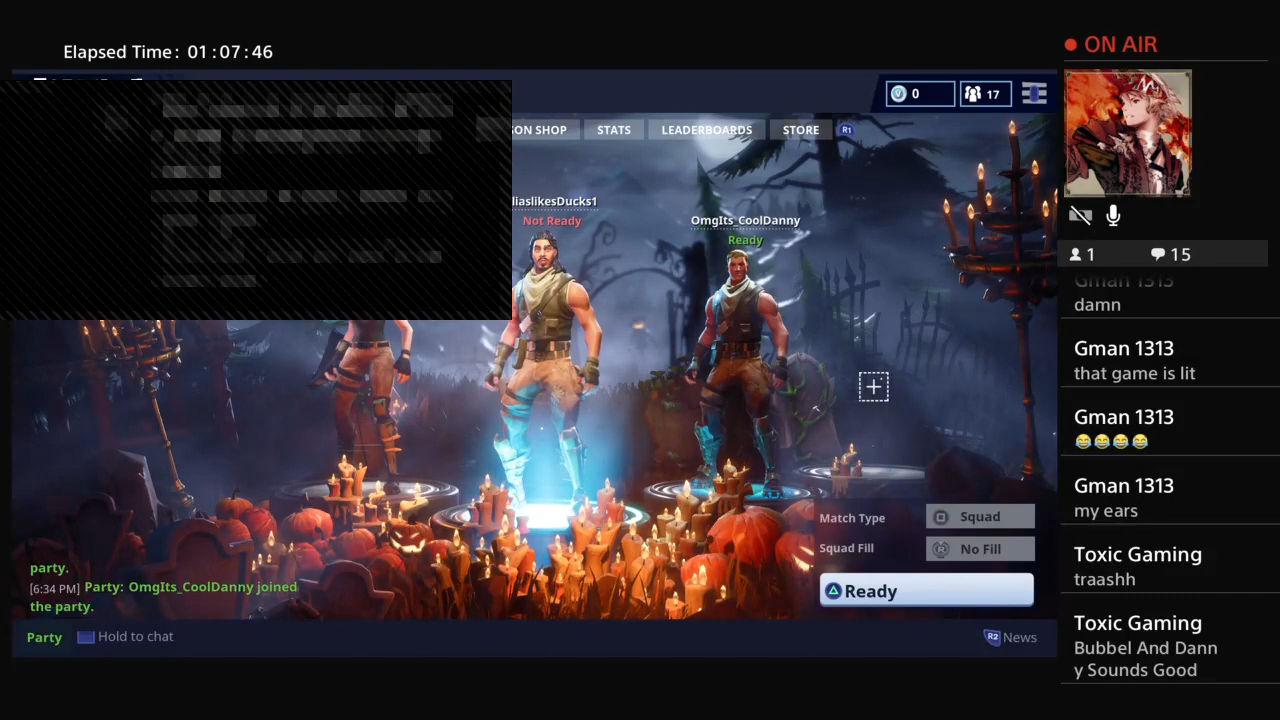 Elapsed Time: 01:07:46
ON AIR
0
17
SON SHOP
STATS
LEADERBOARDS
STORE
R1
liaslikesDucks1
Not Ready
OmgIts_CoolDanny
Ready
1
15
Gman 1313
damn
Gman 1313
that game is lit
Gman 1313
😂😂😂😂
Gman 1313
my ears
Toxic Gaming
traashh
Toxic Gaming
Bubbel And Dann
y Sounds Good
Match Type
Squad
Squad Fill
No Fill
Ready
party.
[6:34 PM] Party: OmgIts_CoolDanny joined
the party.
Party
Hold to chat
R2 News